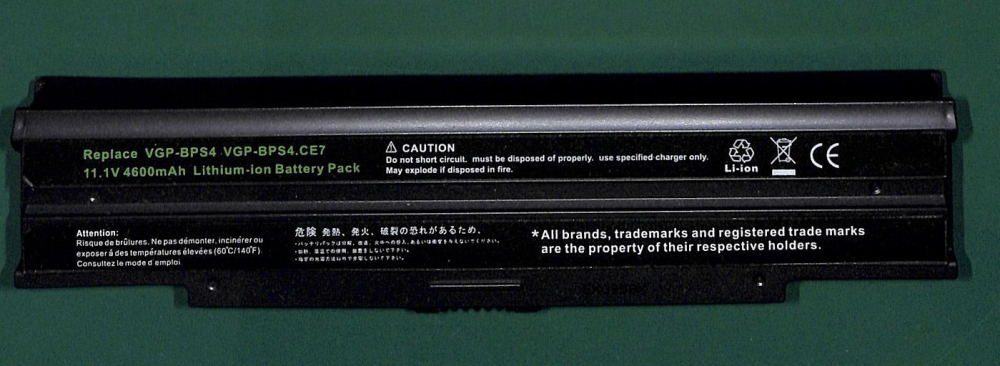 Replace VGP-BPS4 VGP-BPS4.CE7
11.1V 4600mAh Lithium-ion Battery Pack
CAUTION
Do not short circuit. must be disposed of properly. use specified charger only.
May explode if disposed in fire.
Li-ion
CE
Attention:
Risque de brûlures. Ne pas démonter, incinérer ou
exposer à des températures élevées (60°C/140°F).
Consultez le mode d emploi
危険 発熱、発火、破裂の恐れがあるため、
*All brands, trademarks and registered trade marks
are the property of their respective holders.